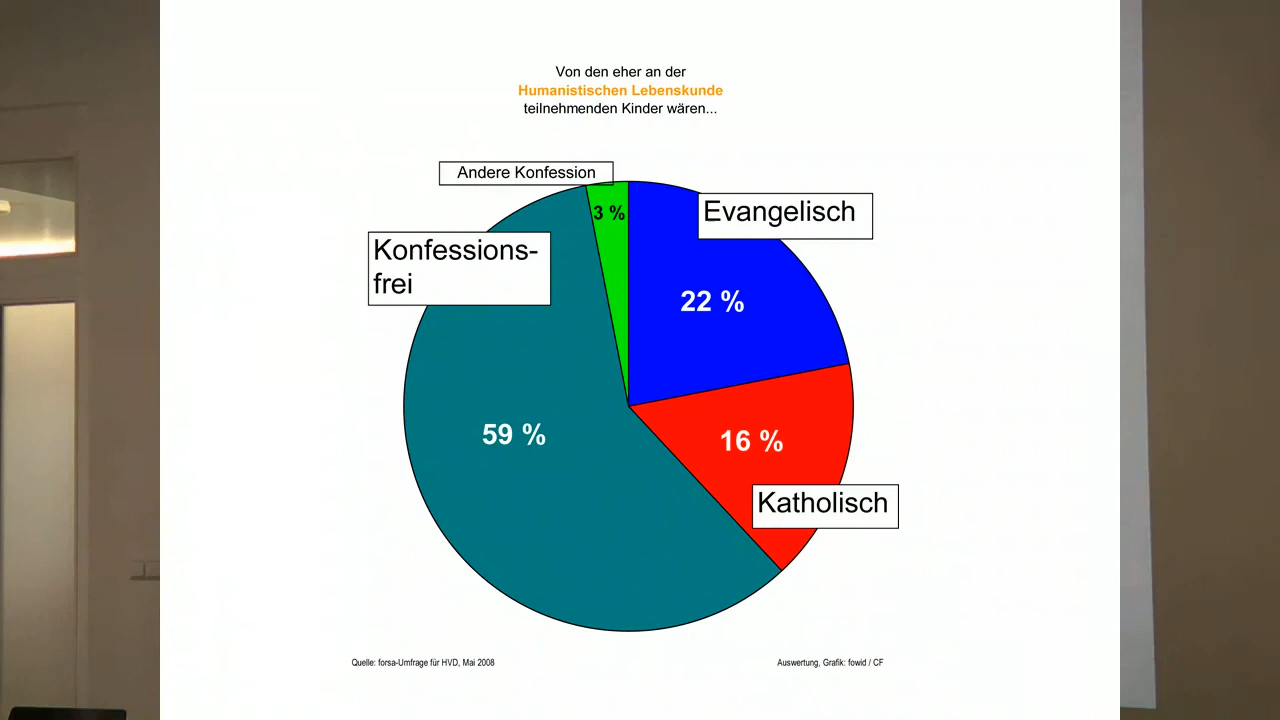 Von den eher an der
Humanistischen Lebenskunde
teilnehmenden Kinder wären...
Andere Konfession
3 %
Evangelisch
Konfessions-
frei
22 %
59 %
16 %
Katholisch
Quelle: forsa-Umfrage für HVD, Mai 2008
Auswertung, Grafik: fowid / CF